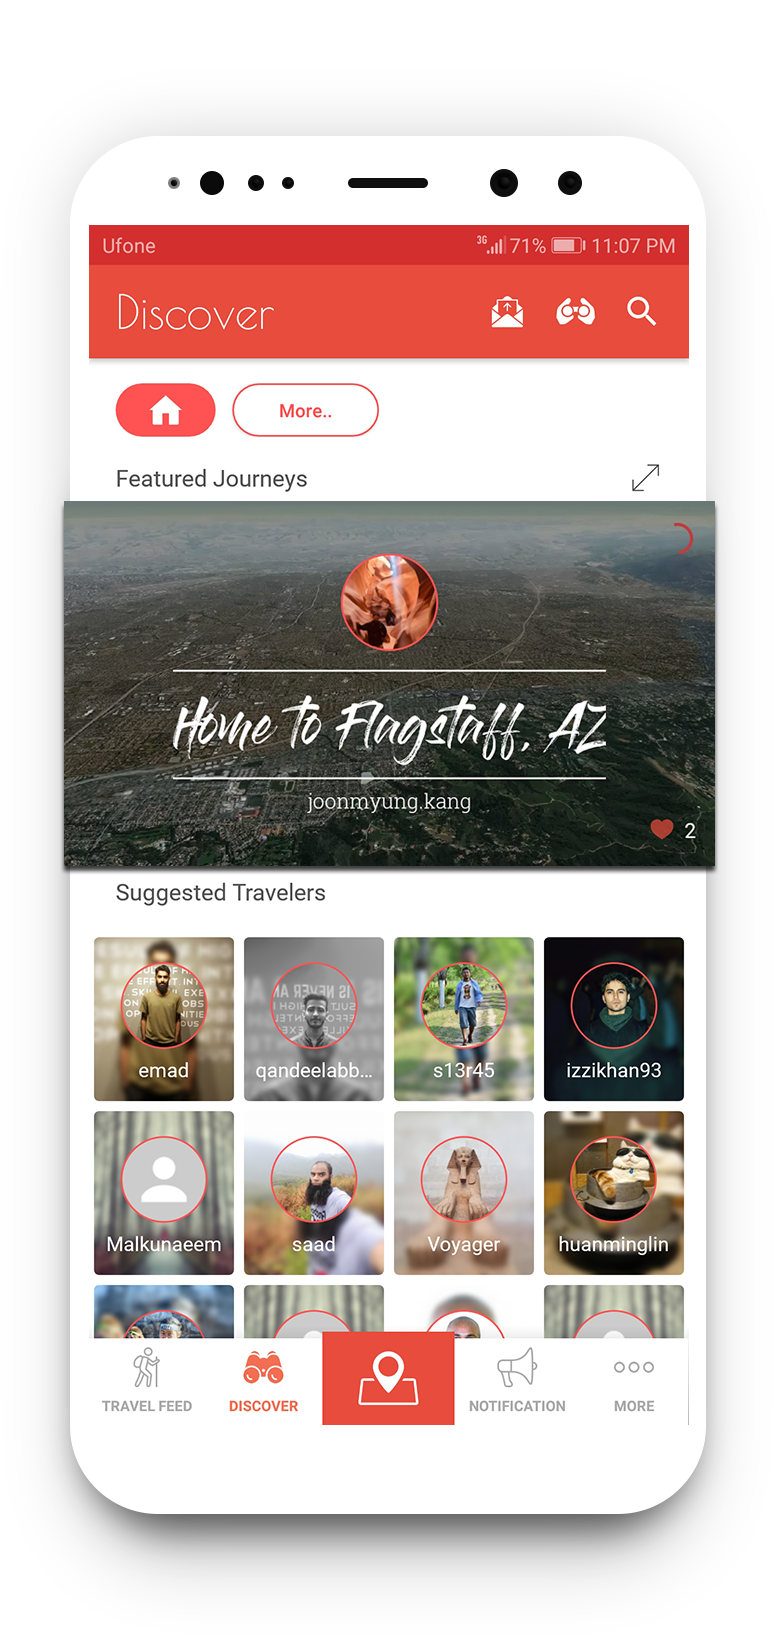 Ufone 3G 71% 11:07 PM
Discover
More..
Featured Journeys
Home to Flagstaff, AZ
joonmyung.kang
2
Suggested Travelers
emad qandeelabb... s13r45 izzikhan93
Malkunaeem saad Voyager huanminglin
TRAVEL FEED DISCOVER NOTIFICATION MORE